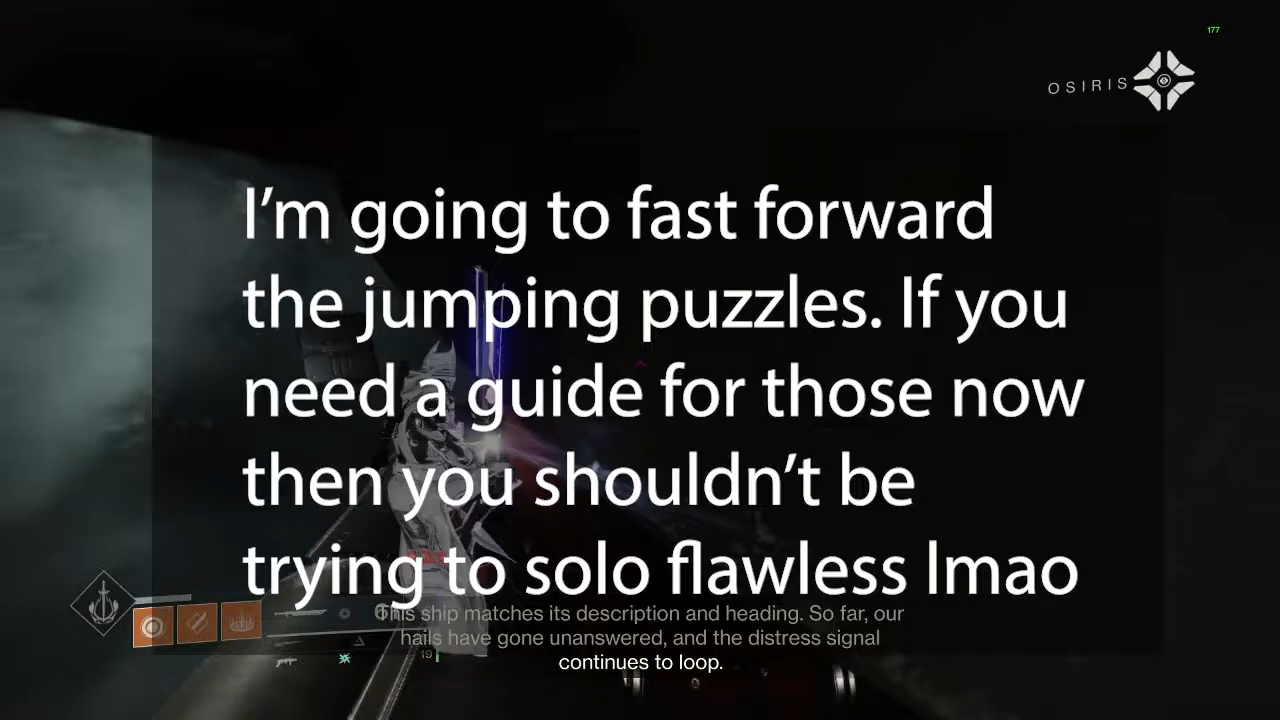 177
OSIRIS
I'm going to fast forward
the jumping puzzles. If you
need a guide for those now
then you shouldn't be
trying to solo flawless lmao
This ship matches its description and heading. So far, our
hails have gone unanswered, and the distress signal
continues to loop.
19